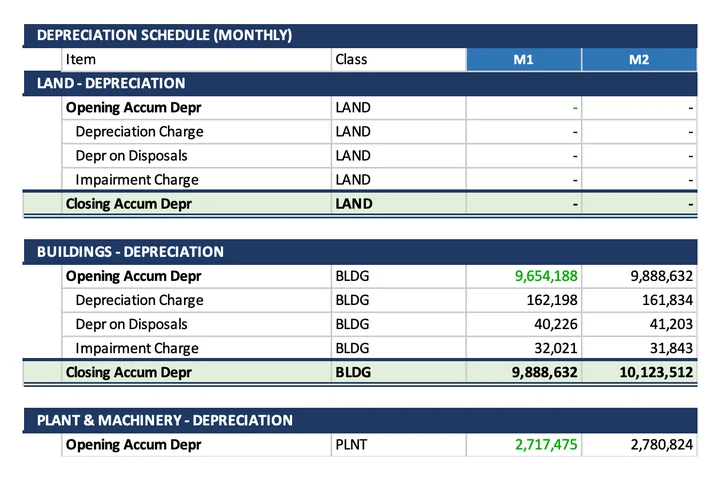 DEPRECIATION SCHEDULE (MONTHLY)
Item Class M1 M2
LAND - DEPRECIATION
Opening Accum Depr LAND - -
Depreciation Charge LAND - -
Depr on Disposals LAND - -
Impairment Charge LAND - -
Closing Accum Depr LAND - -
BUILDINGS - DEPRECIATION
Opening Accum Depr BLDG 9,654,188 9,888,632
Depreciation Charge BLDG 162,198 161,834
Depr on Disposals BLDG 40,226 41,203
Impairment Charge BLDG 32,021 31,843
Closing Accum Depr BLDG 9,888,632 10,123,512
PLANT & MACHINERY - DEPRECIATION
Opening Accum Depr PLNT 2,717,475 2,780,824